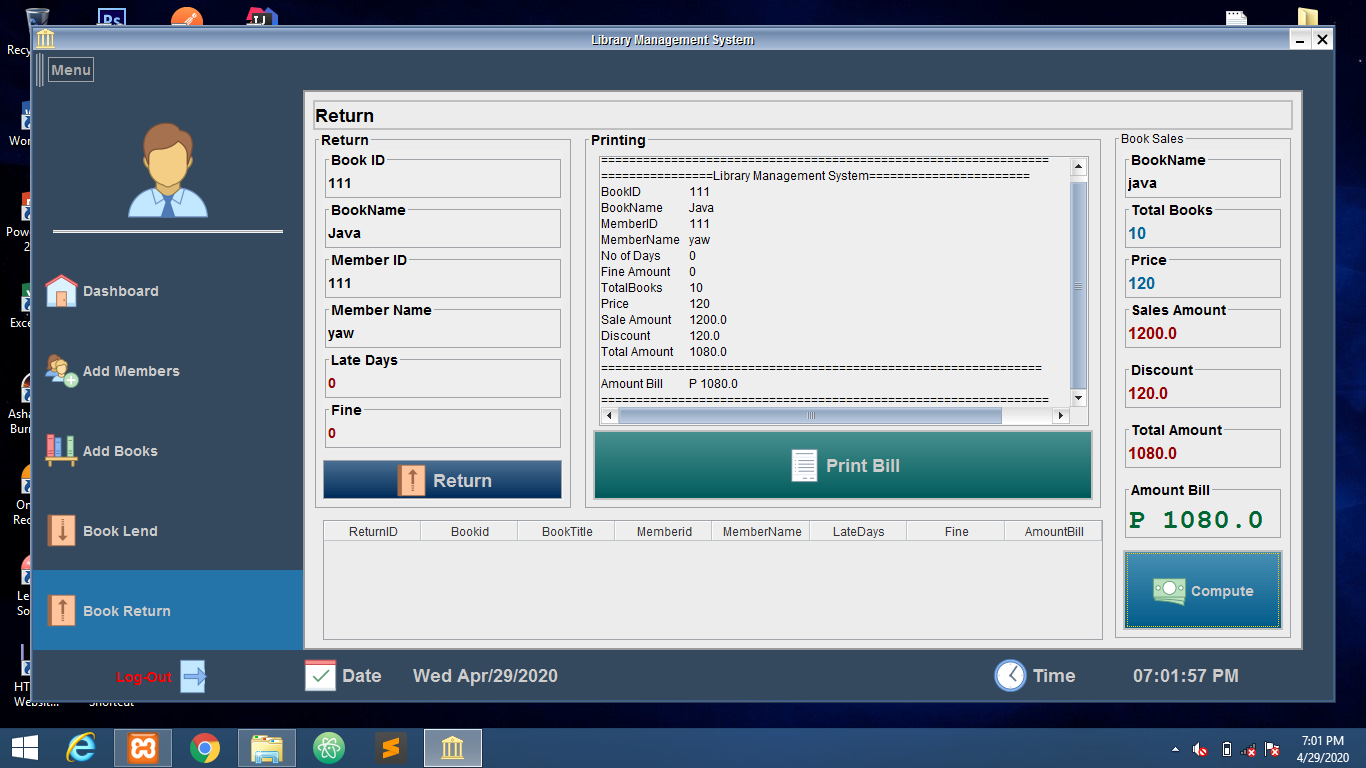 Ps
IJ
Recy
Library Management System
Menu
Wor
Pow
2
Exce
Asha
Burn
On
Rec
Le
So
HT
Websit...
Shortcut
Dashboard
Add Members
Add Books
Book Lend
Book Return
Log-Out
Return
Return
Book ID
111
BookName
Java
Member ID
111
Member Name
yaw
Late Days
0
Fine
0
Return
Printing
================================================================
================Library Management System=======================
BookID 111
BookName Java
MemberID 111
MemberName yaw
No of Days 0
Fine Amount 0
TotalBooks 10
Price 120
Sale Amount 1200.0
Discount 120.0
Total Amount 1080.0
===============================================================
Amount Bill P 1080.0
================================================================
Print Bill
Book Sales
BookName
java
Total Books
10
Price
120
Sales Amount
1200.0
Discount
120.0
Total Amount
1080.0
Amount Bill
P 1080.0
Compute
ReturnID Bookid BookTitle Memberid MemberName LateDays Fine AmountBill
Date Wed Apr/29/2020 Time 07:01:57 PM
7:01 PM
4/29/2020